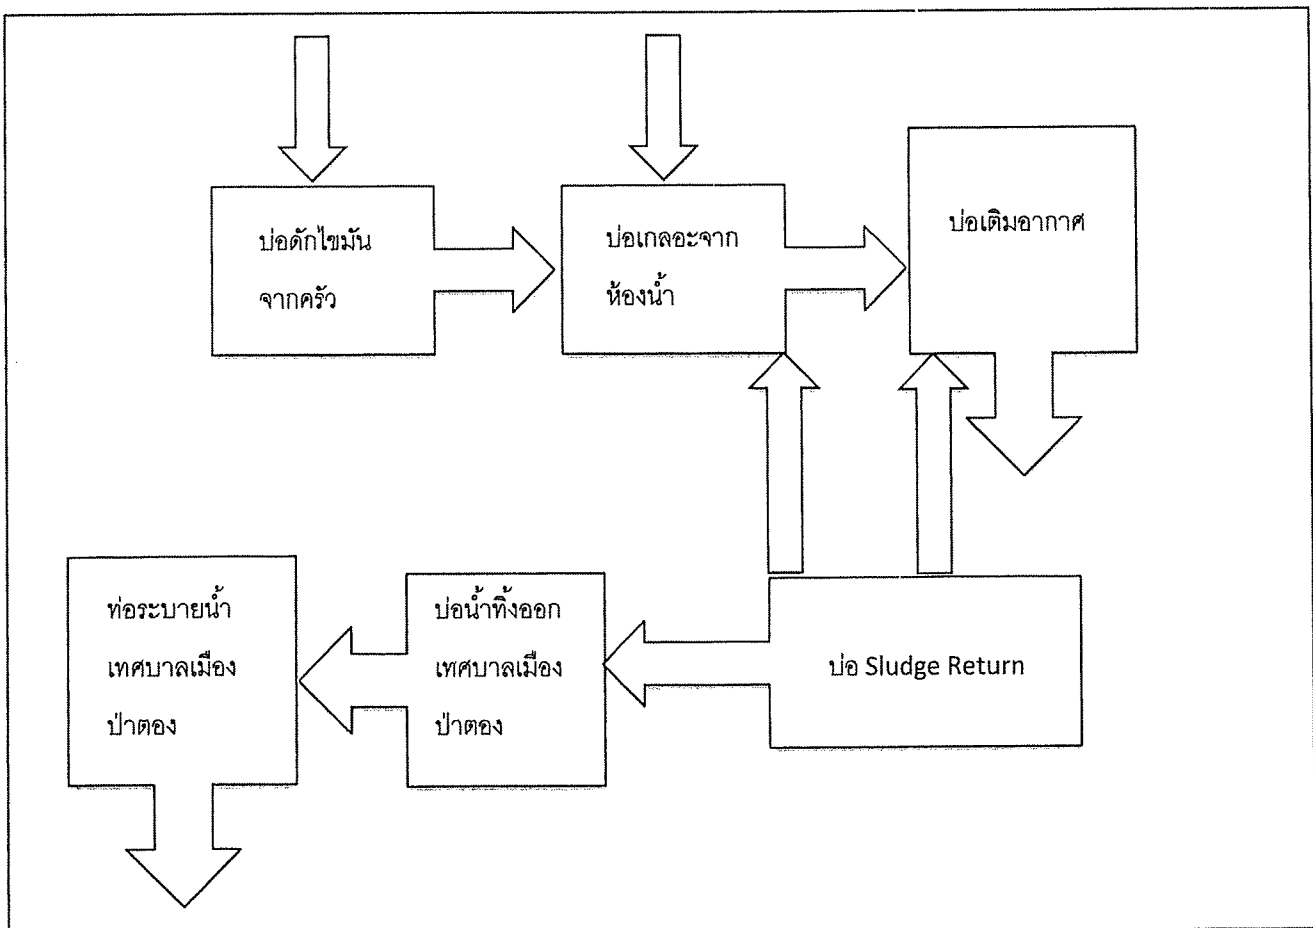 บ่อดักไขมัน
จากครัว
บ่อเกลอะจาก
ห้องน้ำ
บ่อเติมอากาศ
ท่อระบายน้ำ
เทศบาลเมือง
ป่าตอง
บ่อน้ำทิ้งออก
เทศบาลเมือง
ป่าตอง
บ่อ Sludge Return